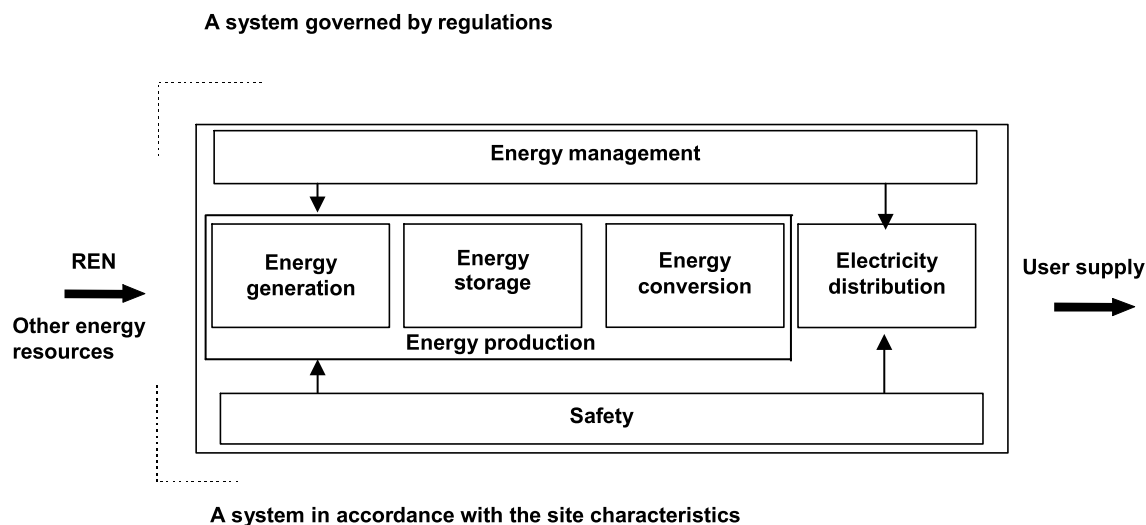 A system governed by regulations
Energy management
REN
Other energy
resources
Energy
generation
Energy
storage
Energy
conversion
Electricity
distribution
Energy production
User supply
Safety
A system in accordance with the site characteristics